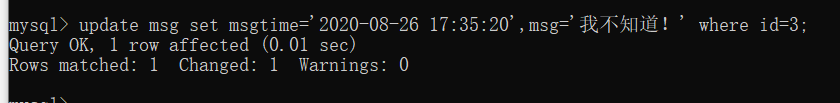 mysql> update msg set msgtime='2020-08-26 17:35:20',msg='我不知道！' where id=3;
Query OK, 1 row affected (0.01 sec)
Rows matched: 1  Changed: 1  Warnings: 0
mysql>